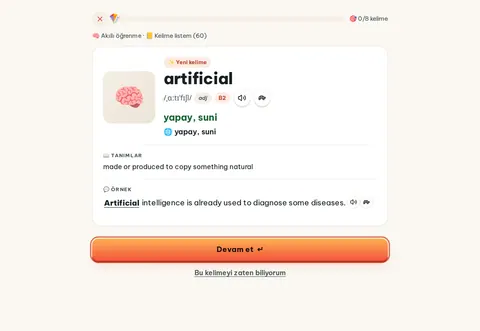 0/8 kelime
Akıllı öğrenme · Kelime listem (60)
Yeni kelime
artificial
/ˌɑːtɪˈfɪʃl/ adj B2
yapay, suni
yapay, suni
TANIMLAR
made or produced to copy something natural
ÖRNEK
Artificial intelligence is already used to diagnose some diseases.
Devam et ↵
Bu kelimeyi zaten biliyorum